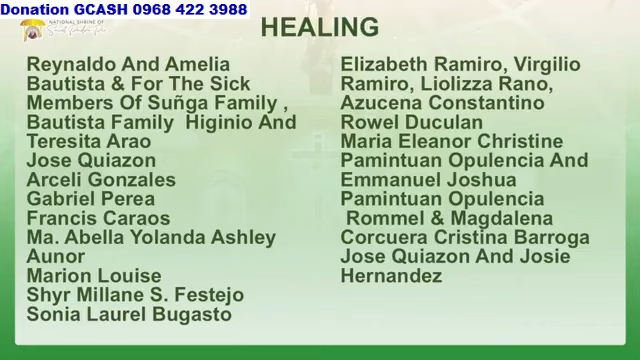 Donation GCASH 0968 422 3988
NATIONAL SHRINE OF
HEALING
Reynaldo And Amelia
Bautista & For The Sick
Members Of Suñga Family ,
Bautista Family Higinio And
Teresita Arao
Jose Quiazon
Arceli Gonzales
Gabriel Perea
Francis Caraos
Ma. Abella Yolanda Ashley
Aunor
Marion Louise
Shyr Millane S. Festejo
Sonia Laurel Bugasto
Elizabeth Ramiro, Virgilio
Ramiro, Liolizza Rano,
Azucena Constantino
Rowel Duculan
Maria Eleanor Christine
Pamintuan Opulencia And
Emmanuel Joshua
Pamintuan Opulencia
Rommel & Magdalena
Corcuera Cristina Barroga
Jose Quiazon And Josie
Hernandez